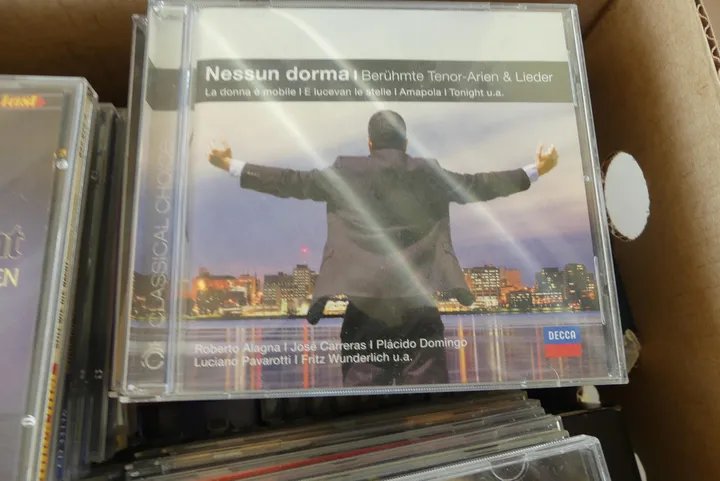 Nessun dorma | Berühmte Tenor-Arien & Lieder
La donna è mobile | E lucevan le stelle | Amapola | Tonight u.a.
CLASSICAL CHOICE
Roberto Alagna | José Carreras | Plácido Domingo
Luciano Pavarotti | Fritz Wunderlich u.a.
DECCA